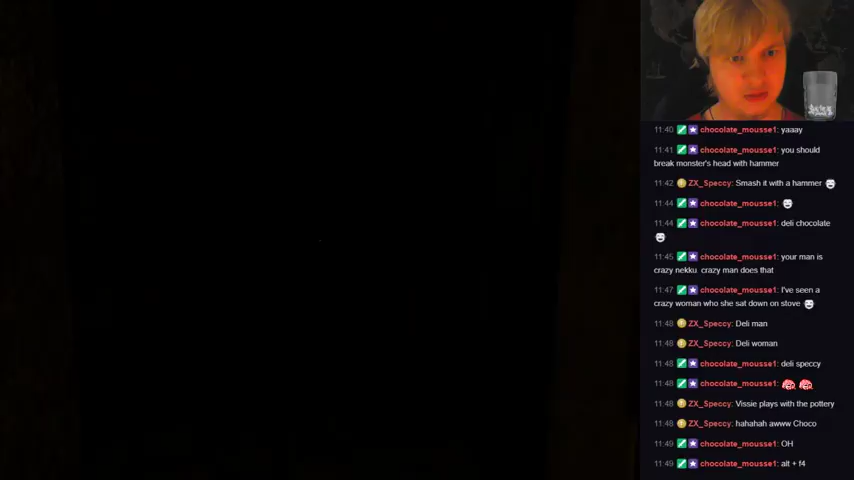 11:40 chocolate_mousse1: yaaay
11:41 chocolate_mousse1: you should
break monster's head with hammer
11:42 ZX_Speccy: Smash it with a hammer
11:44 chocolate_mousse1:
11:44 chocolate_mousse1: deli chocolate
11:45 chocolate_mousse1: your man is
crazy nekku crazy man does that
11:47 chocolate_mousse1: I've seen a
crazy woman who she sat down on stove
11:48 ZX_Speccy: Deli man
11:48 ZX_Speccy: Deli woman
11:48 chocolate_mousse1: deli speccy
11:48 chocolate_mousse1:
11:48 ZX_Speccy: Vissie plays with the pottery
11:48 ZX_Speccy: hahahah awww Choco
11:49 chocolate_mousse1: OH
11:49 chocolate_mousse1: alt + f4